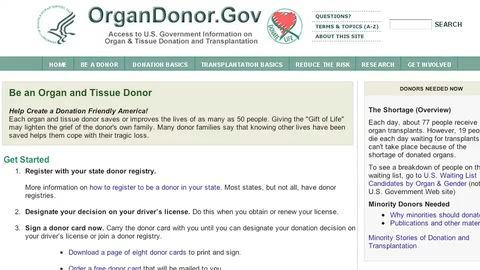 OrganDonor.Gov
Access to U.S. Government Information on
Organ & Tissue Donation and Transplantation
QUESTIONS?
TERMS & TOPICS (A-Z)
ABOUT THIS SITE
SEARCH
HOME BE A DONOR DONATION BASICS TRANSPLANTATION BASICS REDUCE THE RISK RESEARCH GET INVOLVED
Be an Organ and Tissue Donor
Help Create a Donation Friendly America!
Each organ and tissue donor saves or improves the lives of as many as 50 people. Giving the "Gift of Life"
may lighten the grief of the donor's own family. Many donor families say that knowing other lives have been
saved helps them cope with their tragic loss.
Get Started
1. Register with your state donor registry.
More information on how to register to be a donor in your state. Most states, but not all, have donor
registries.
2. Designate your decision on your driver's license. Do this when you obtain or renew your license.
3. Sign a donor card now. Carry the donor card with you until you can designate your donation decision on
your driver's license or join a donor registry.
• Download a page of eight donor cards to print and sign.
• Order a free donor card that will be mailed to you.
DONORS NEEDED NOW
The Shortage (Overview)
Each day, about 77 people receive
organ transplants. However, 19 peo
die each day waiting for transplants
can't take place because of the
shortage of donated organs.
To see a breakdown of people on th
waiting list, go to U.S. Waiting List
Candidates by Organ & Gender (not
U.S. Government Web site)
Minority Donors Needed
• Why minorities should donate
• Publications and other mater
Minority Stories of Donation and
Transplantation